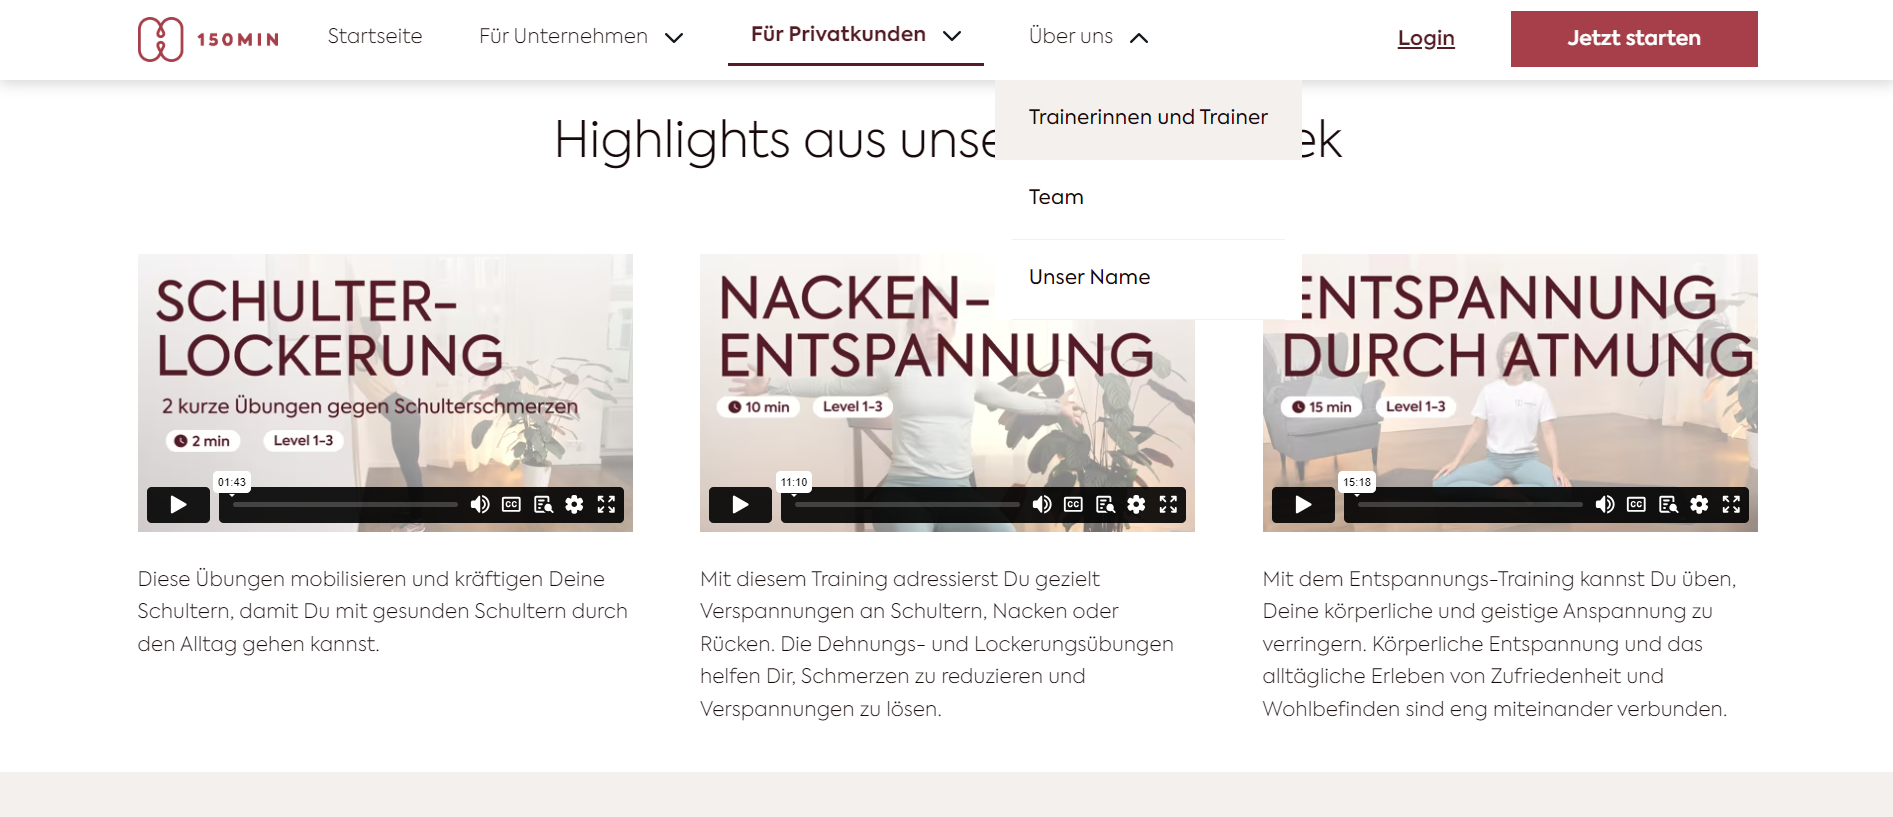 150MIN
Startseite
Für Unternehmen
Für Privatkunden
Über uns
Login
Jetzt starten
Trainerinnen und Trainer
Team
Unser Name
Highlights aus
SCHULTER-
LOCKERUNG
2 kurze Übungen gegen Schulterschmerzen
2 min
Level 1-3
01:43
CC
Diese Übungen mobilisieren und kräftigen Deine
Schultern, damit Du mit gesunden Schultern durch
den Alltag gehen kannst.
NACKEN-
ENTSPANNUNG
10 min
Level 1-3
11:10
CC
Mit diesem Training adressierst Du gezielt
Verspannungen an Schultern, Nacken oder
Rücken. Die Dehnungs- und Lockerungsübungen
helfen Dir, Schmerzen zu reduzieren und
Verspannungen zu lösen.
ENTSPANNUNG
DURCH ATMUNG
15 min
Level 1-3
15:18
CC
Mit dem Entspannungs-Training kannst Du üben,
Deine körperliche und geistige Anspannung zu
verringern. Körperliche Entspannung und das
alltägliche Erleben von Zufriedenheit und
Wohlbefinden sind eng miteinander verbunden.